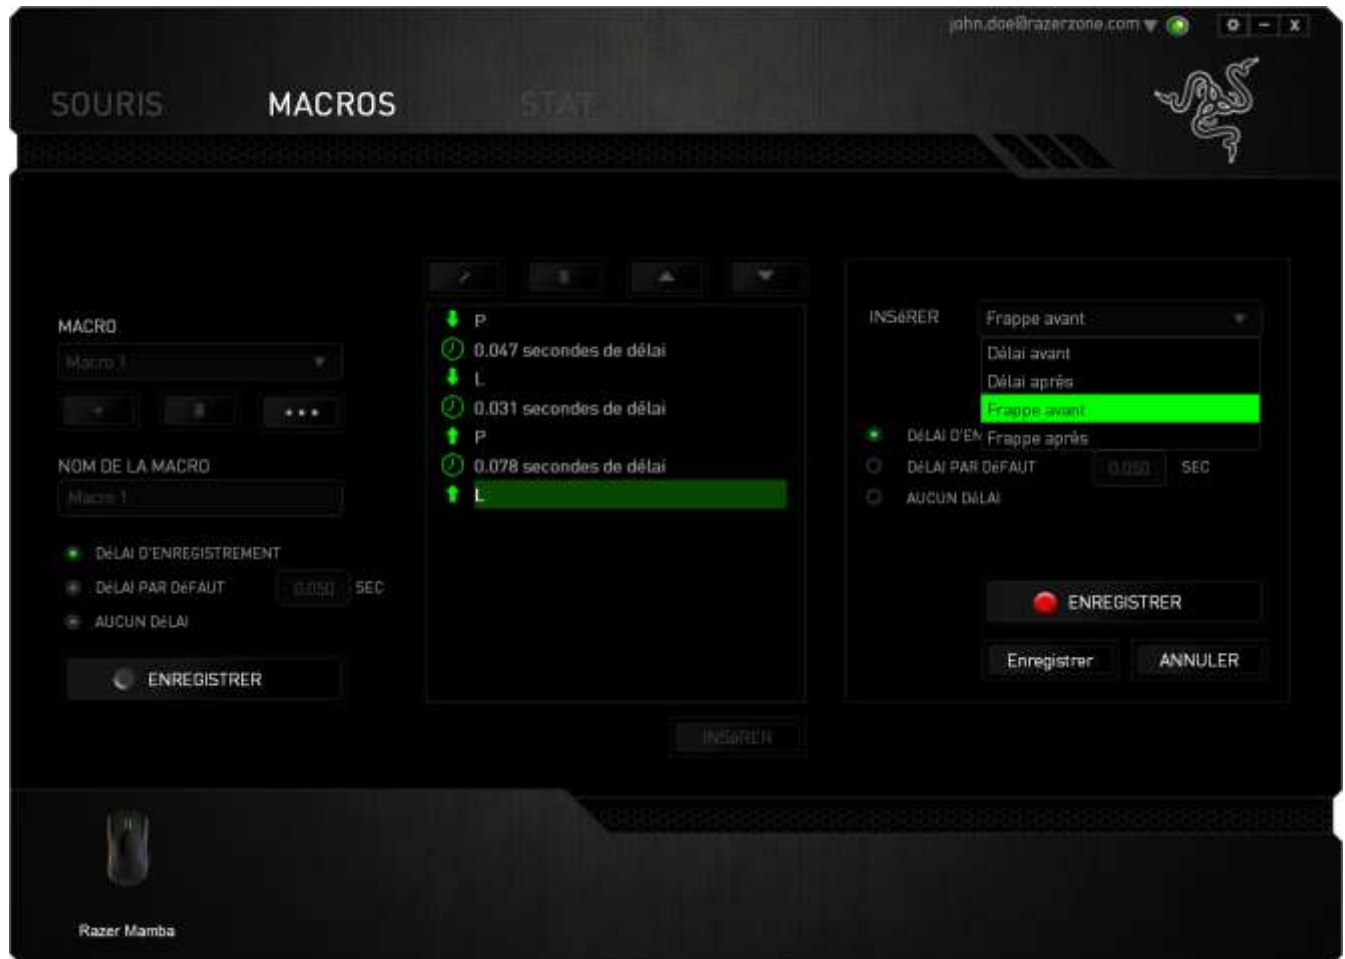 john.doe@razerzone.com
SOURIS MACROS STAT
MACRO
Macro 1
NOM DE LA MACRO
Macro 1
DéLAI D'ENREGISTREMENT
DéLAI PAR DéFAUT 0.050 SEC
AUCUN DéLAI
ENREGISTRER
P
0.047 secondes de délai
L
0.031 secondes de délai
P
0.078 secondes de délai
L
INSéRER
INSéRER Frappe avant
Délai avant
Délai après
Frappe avant
Frappe après
DéLAI D'EN
DéLAI PAR DéFAUT 0.050 SEC
AUCUN DéLAI
ENREGISTRER
Enregistrer ANNULER
Razer Mamba